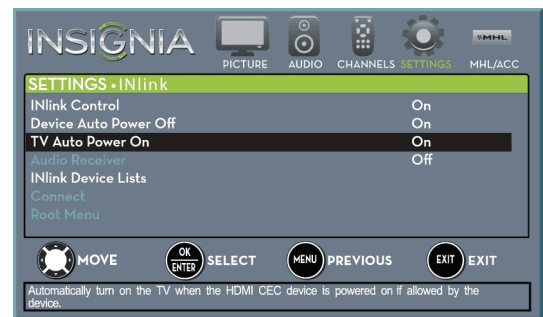 INSIGNIA
PICTURE AUDIO CHANNELS SETTINGS MHL/ACC
MHL
SETTINGS • INlink
INlink Control On
Device Auto Power Off On
TV Auto Power On On
Audio Receiver Off
INlink Device Lists
Connect
Root Menu
MOVE OK ENTER SELECT MENU PREVIOUS EXIT EXIT
Automatically turn on the TV when the HDMI CEC device is powered on if allowed by the
device.